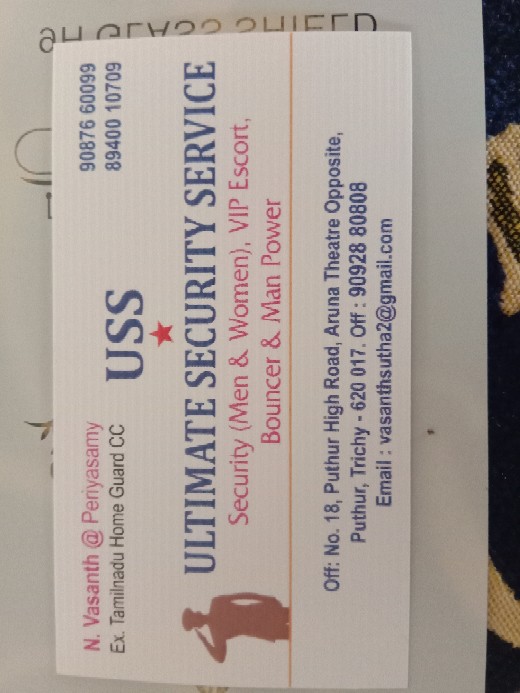 N. Vasanth @ Periyasamy
Ex. Tamilnadu Home Guard CC
90876 60099
89400 10709
USS
ULTIMATE SECURITY SERVICE
Security (Men & Women), VIP Escort,
Bouncer & Man Power
Off: No. 18, Puthur High Road, Aruna Theatre Opposite,
Puthur, Trichy - 620 017. Off : 90928 80808
Email : vasanthsutha2@gmail.com